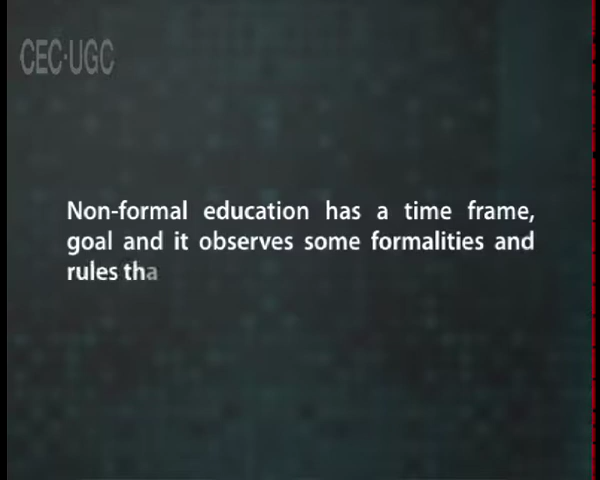 CEC-UGC
Non-formal education has a time frame,
goal and it observes some formalities and
rules tha